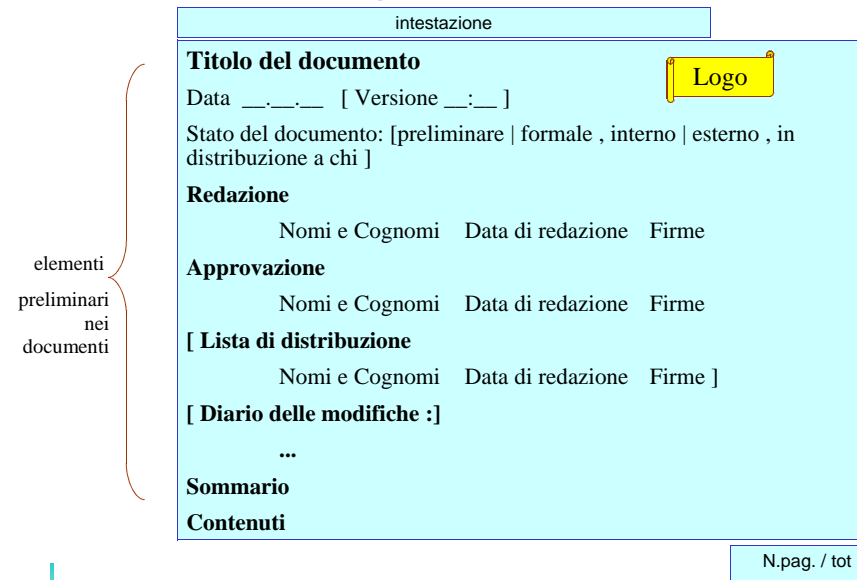 intestazione
Titolo del documento
Logo
Data __.__.__ [ Versione __:__ ]
Stato del documento: [preliminare | formale , interno | esterno , in
distribuzione a chi ]
Redazione
Nomi e Cognomi Data di redazione Firme
elementi
preliminari
nei
documenti
Approvazione
Nomi e Cognomi Data di redazione Firme
[ Lista di distribuzione
Nomi e Cognomi Data di redazione Firme ]
[ Diario delle modifiche :]
...
Sommario
Contenuti
N.pag. / tot